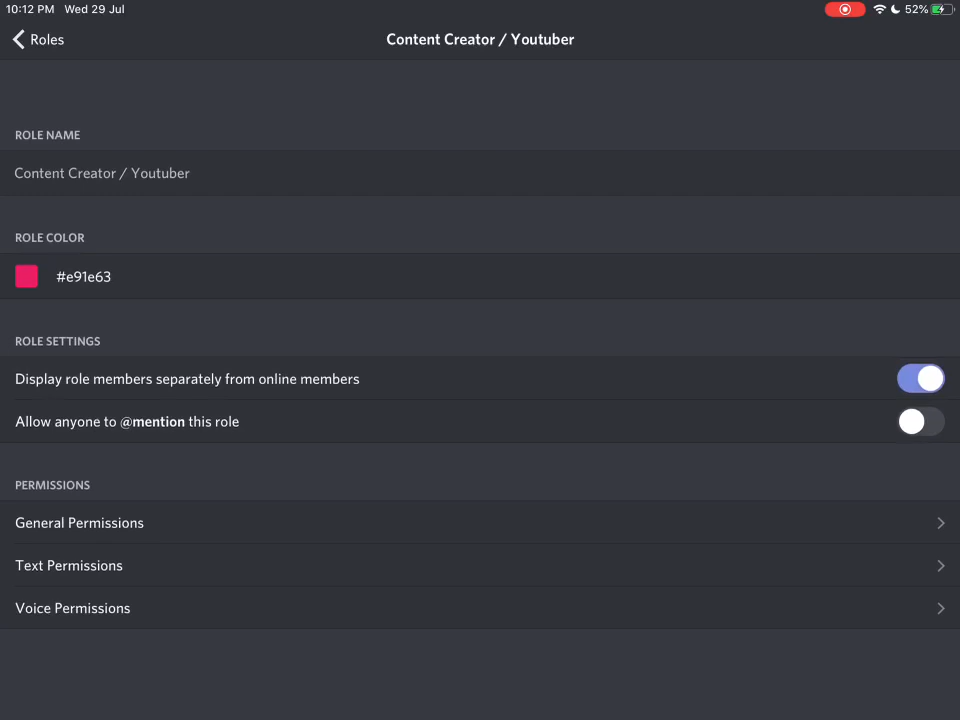 10:12 PM Wed 29 Jul 52%
Roles Content Creator / Youtuber
ROLE NAME
Content Creator / Youtuber
ROLE COLOR
#e91e63
ROLE SETTINGS
Display role members separately from online members
Allow anyone to @mention this role
PERMISSIONS
General Permissions
Text Permissions
Voice Permissions